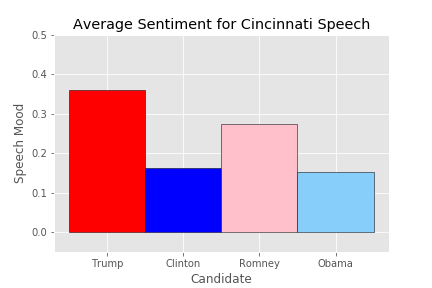 Average Sentiment for Cincinnati Speech
0.5
0.4
0.3
0.2
0.1
0.0
Speech Mood
Trump Clinton Romney Obama
Candidate